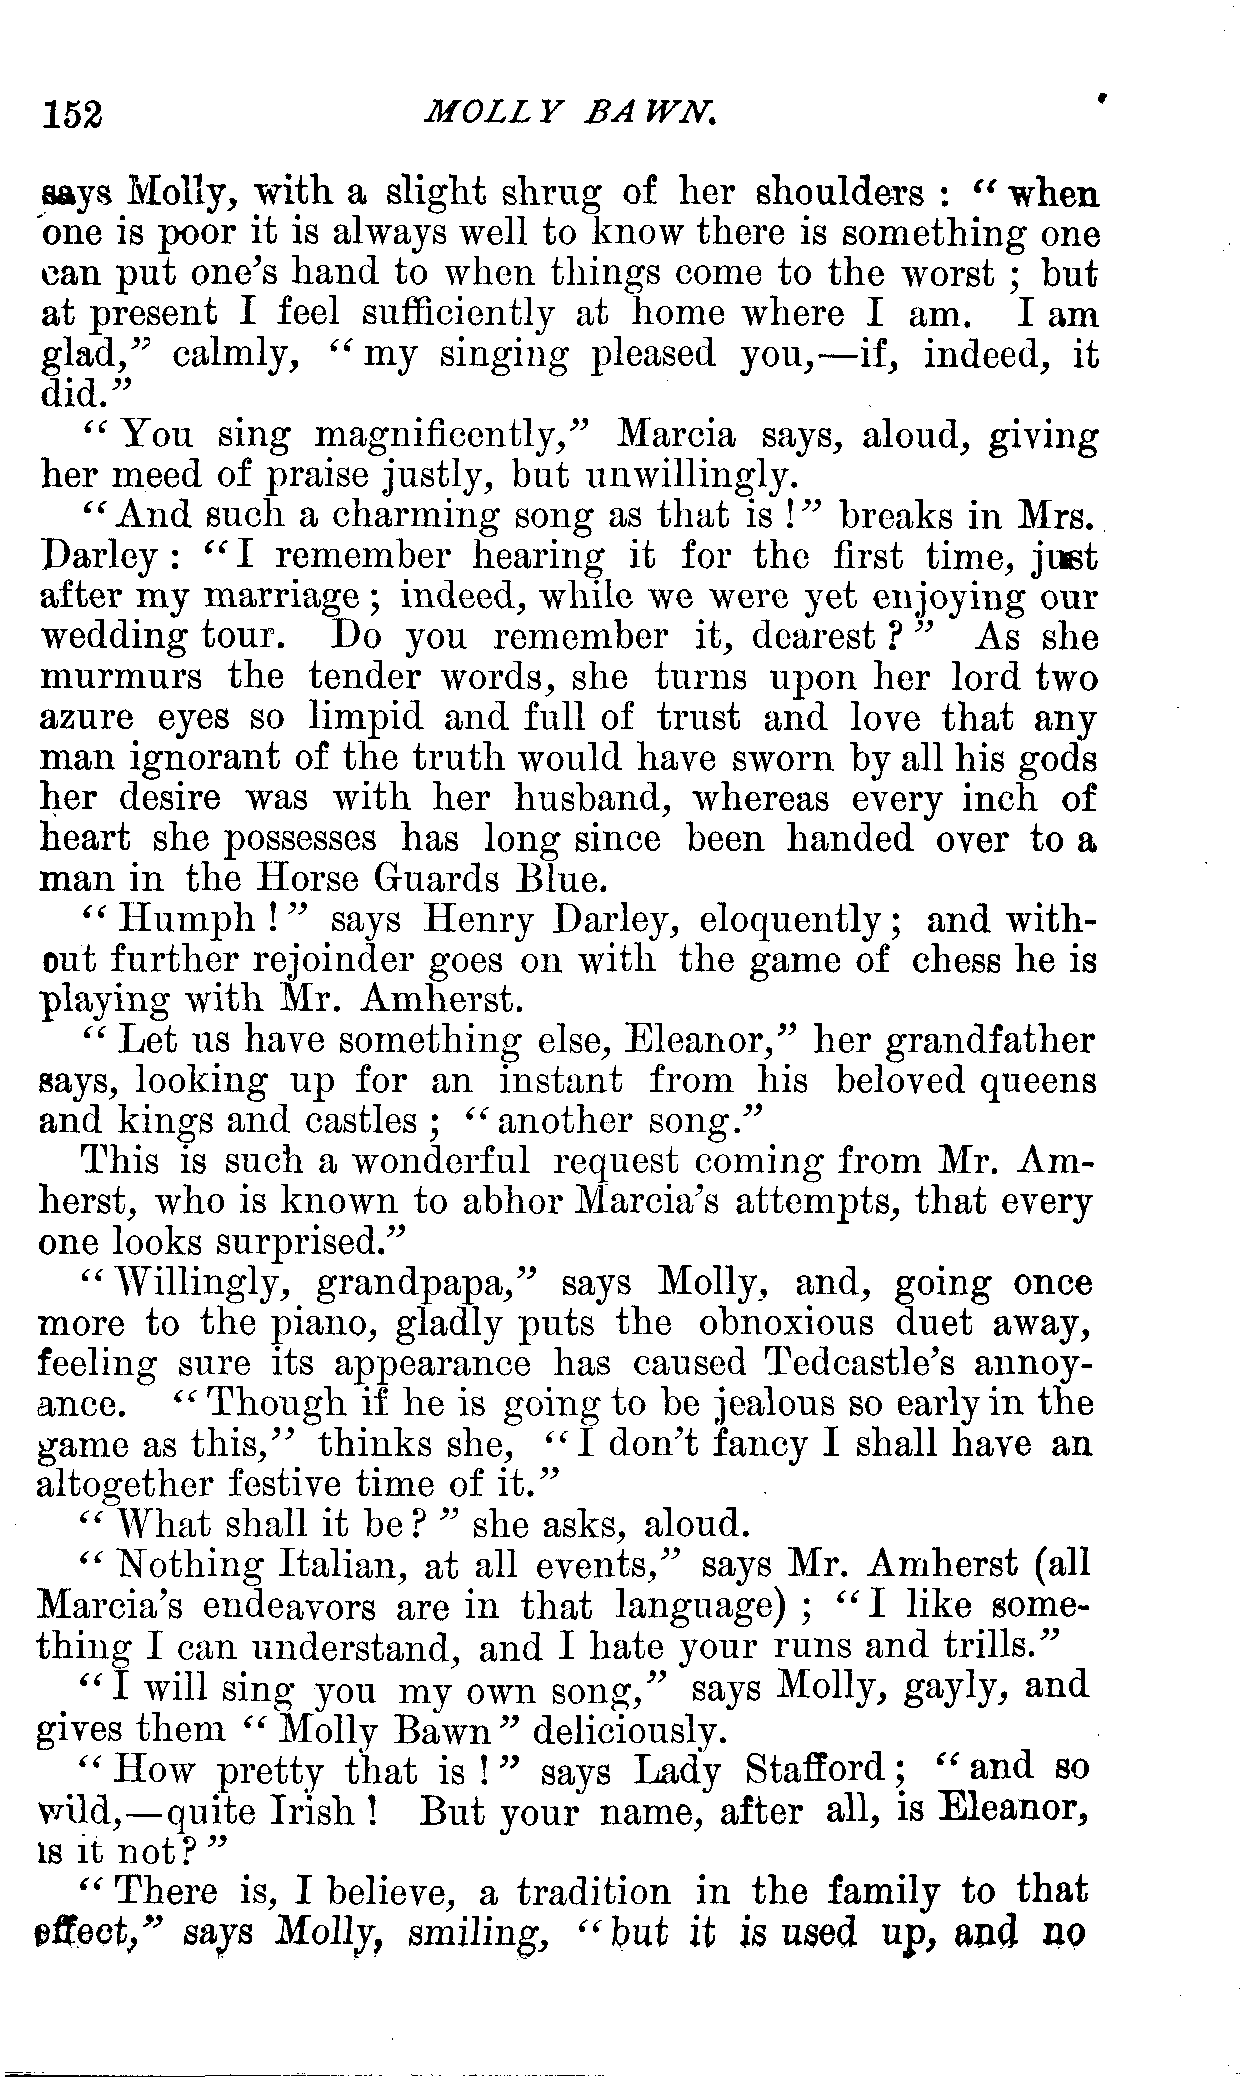 152 MOLLY BAWN.
says Molly, with a slight shrug of her shoulders : “ when
one is poor it is always well to know there is something one
can put one’s hand to when things come to the worst ; but
at present I feel sufficiently at home where I am. I am
glad,” calmly, “ my singing pleased you,—if, indeed, it
did.”
“ You sing magnificently,” Marcia says, aloud, giving
her meed of praise justly, but unwillingly.
“ And such a charming song as that is !” breaks in Mrs.
Darley : “ I remember hearing it for the first time, just
after my marriage ; indeed, while we were yet enjoying our
wedding tour. Do you remember it, dearest ? ” As she
murmurs the tender words, she turns upon her lord two
azure eyes so limpid and full of trust and love that any
man ignorant of the truth would have sworn by all his gods
her desire was with her husband, whereas every inch of
heart she possesses has long since been handed over to a
man in the Horse Guards Blue.
“ Humph ! ” says Henry Darley, eloquently ; and with-
out further rejoinder goes on with the game of chess he is
playing with Mr. Amherst.
“ Let us have something else, Eleanor,” her grandfather
says, looking up for an instant from his beloved queens
and kings and castles ; “ another song.”
This is such a wonderful request coming from Mr. Am-
herst, who is known to abhor Marcia’s attempts, that every
one looks surprised.”
“ Willingly, grandpapa,” says Molly, and, going once
more to the piano, gladly puts the obnoxious duet away,
feeling sure its appearance has caused Tedcastle’s annoy-
ance. “ Though if he is going to be jealous so early in the
game as this,” thinks she, “ I don’t fancy I shall have an
altogether festive time of it.”
“ What shall it be ? ” she asks, aloud.
“ Nothing Italian, at all events,” says Mr. Amherst (all
Marcia’s endeavors are in that language) ; “ I like some-
thing I can understand, and I hate your runs and trills.”
“ I will sing you my own song,” says Molly, gayly, and
gives them “ Molly Bawn ” deliciously.
“ How pretty that is ! ” says Lady Stafford ; “ and so
wild,—quite Irish ! But your name, after all, is Eleanor,
is it not ? ”
“ There is, I believe, a tradition in the family to that
effect,” says Molly, smiling, “ but it is used up, and no